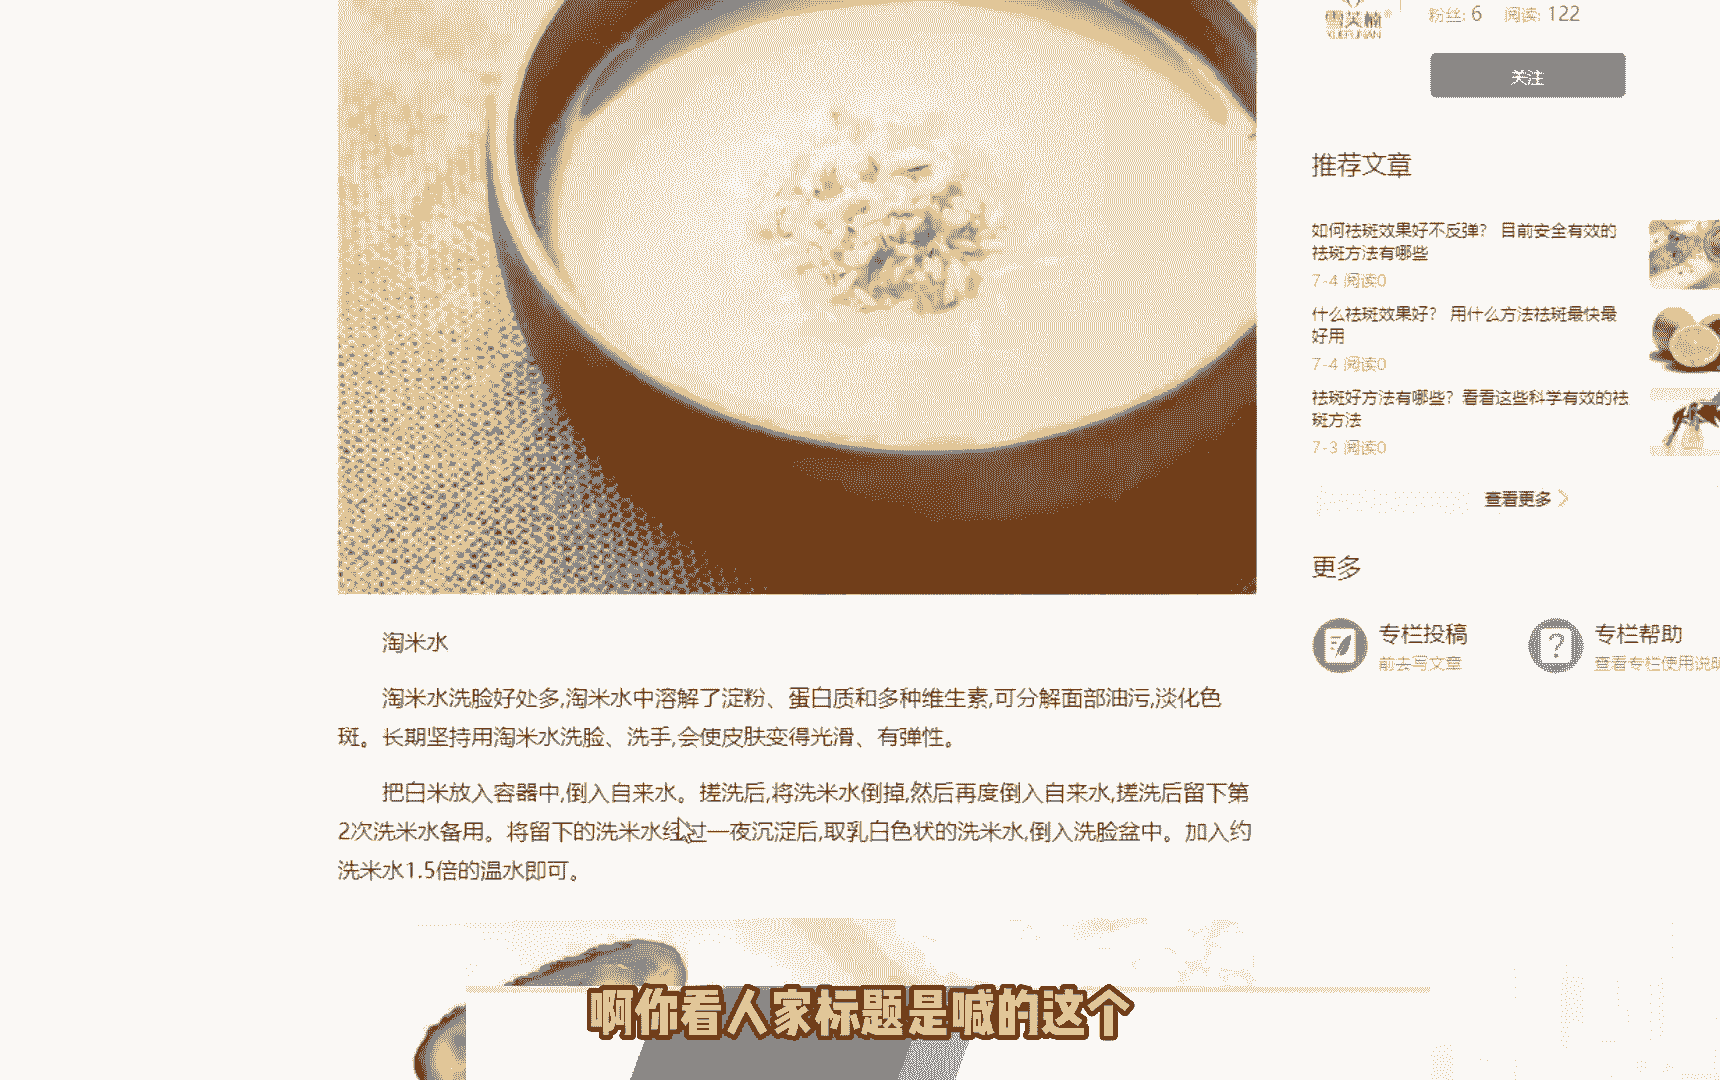 雪芙楠®
XUEFUNAN
粉丝: 6 阅读: 122
关注
推荐文章
如何祛斑效果好不反弹? 目前安全有效的
祛斑方法有哪些
7-4 阅读0
什么祛斑效果好? 用什么方法祛斑最快最
好用
7-4 阅读0
祛斑好方法有哪些? 看看这些科学有效的祛
斑方法
7-3 阅读0
查看更多
更多
专栏投稿
前去写文章
专栏帮助
查看专栏使用说明
淘米水
淘米水洗脸好处多,淘米水中溶解了淀粉、蛋白质和多种维生素,可分解面部油污,淡化色
斑。长期坚持用淘米水洗脸、洗手,会使皮肤变得光滑、有弹性。
把白米放入容器中,倒入自来水。搓洗后,将洗米水倒掉,然后再度倒入自来水,搓洗后留下第
2次洗米水备用。将留下的洗米水经过一夜沉淀后,取乳白色状的洗米水,倒入洗脸盆中。加入约
洗米水1.5倍的温水即可。
啊你看人家标题是喊的这个